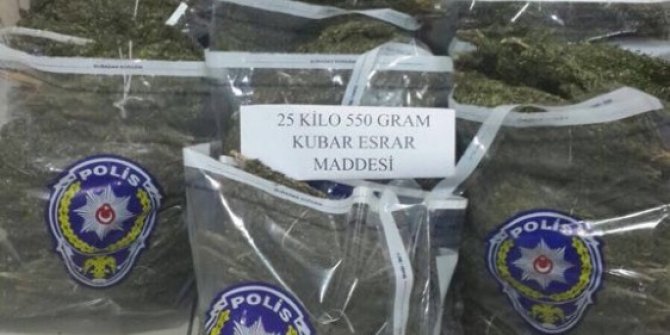 25 KİLO 550 GRAM
KUBAR ESRAR
MADDESİ
POLİS
POLİS
POLİS